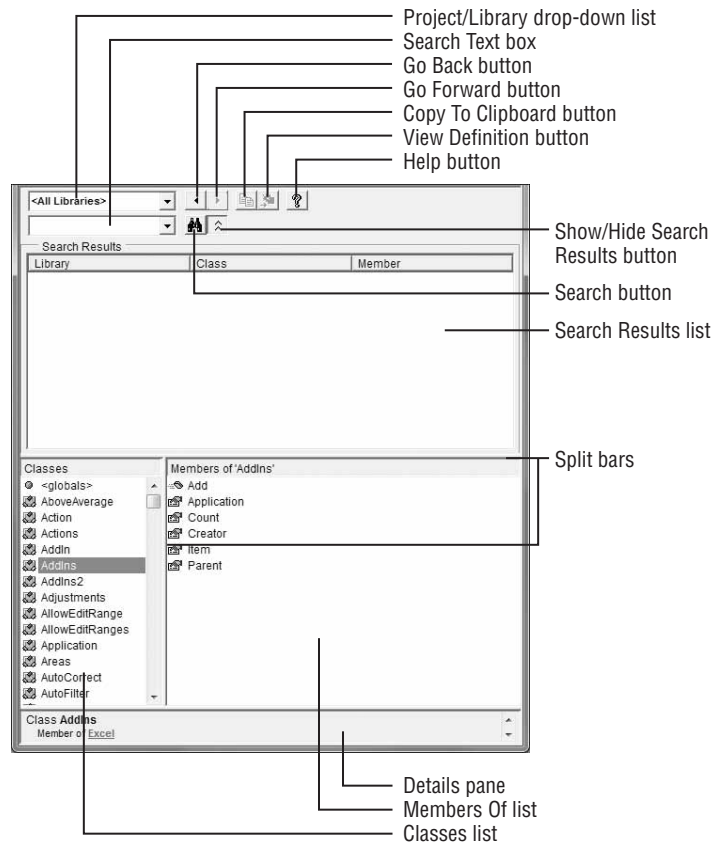 Project/Library drop-down list
Search Text box
Go Back button
Go Forward button
Copy To Clipboard button
View Definition button
Help button
<All Libraries>
Show/Hide Search
Results button
Search Results
Library Class Member
Search button
Search Results list
Split bars
Classes Members of 'AddIns'
<globals> Add
AboveAverage Application
Action Count
Actions Creator
AddIn Item
AddIns Parent
AddIns2
Adjustments
AllowEditRange
AllowEditRanges
Application
Areas
AutoCorrect
AutoFilter
Class AddIns
Member of Excel
Details pane
Members Of list
Classes list